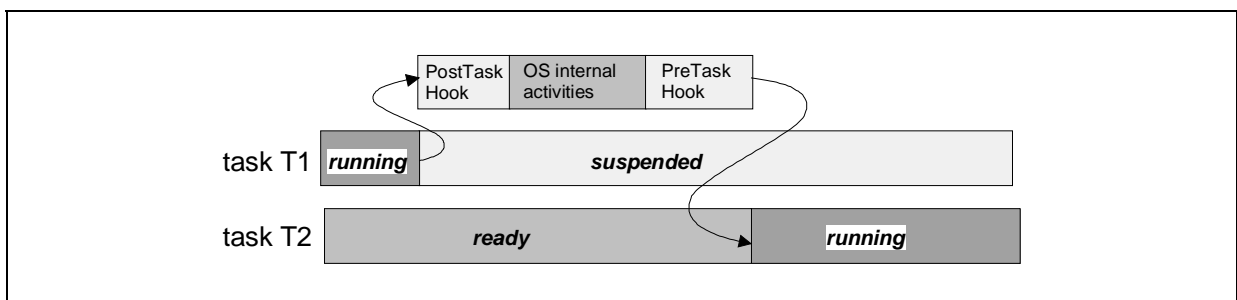 PostTask
Hook
OS internal
activities
PreTask
Hook
task T1
running
suspended
task T2
ready
running